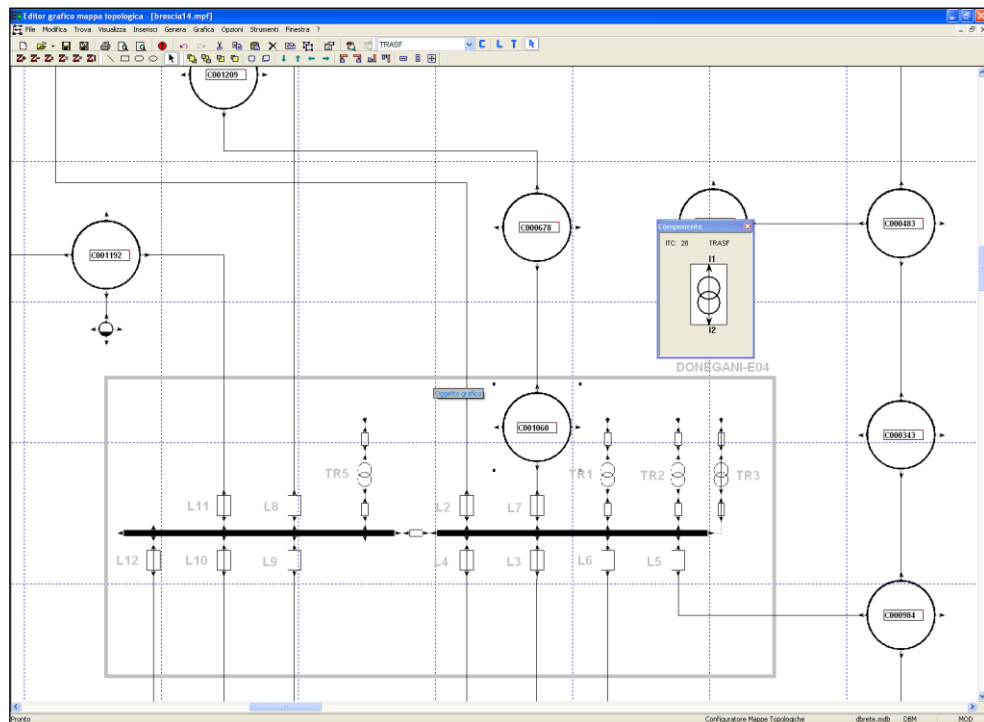 Editor grafico mappa topologica - [brescia14.mpf]
File Modifica Trova Visualizza Inserisci Genera Grafica Opzioni Strumenti Finestra ?
TRASF C L T
C001209
C000678
C000483
C001192
Componente
ITC: 28 TRASF
I1
I2
DONEGANI-E04
Oggetto grafico
C001060
C000343
TR5 TR1 TR2 TR3
L11 L8 L2 L7
L12 L10 L9 L4 L3 L6 L5
C000984
Pronto Configuratore Mappe Topologiche dbrete.mdb DBM MOD